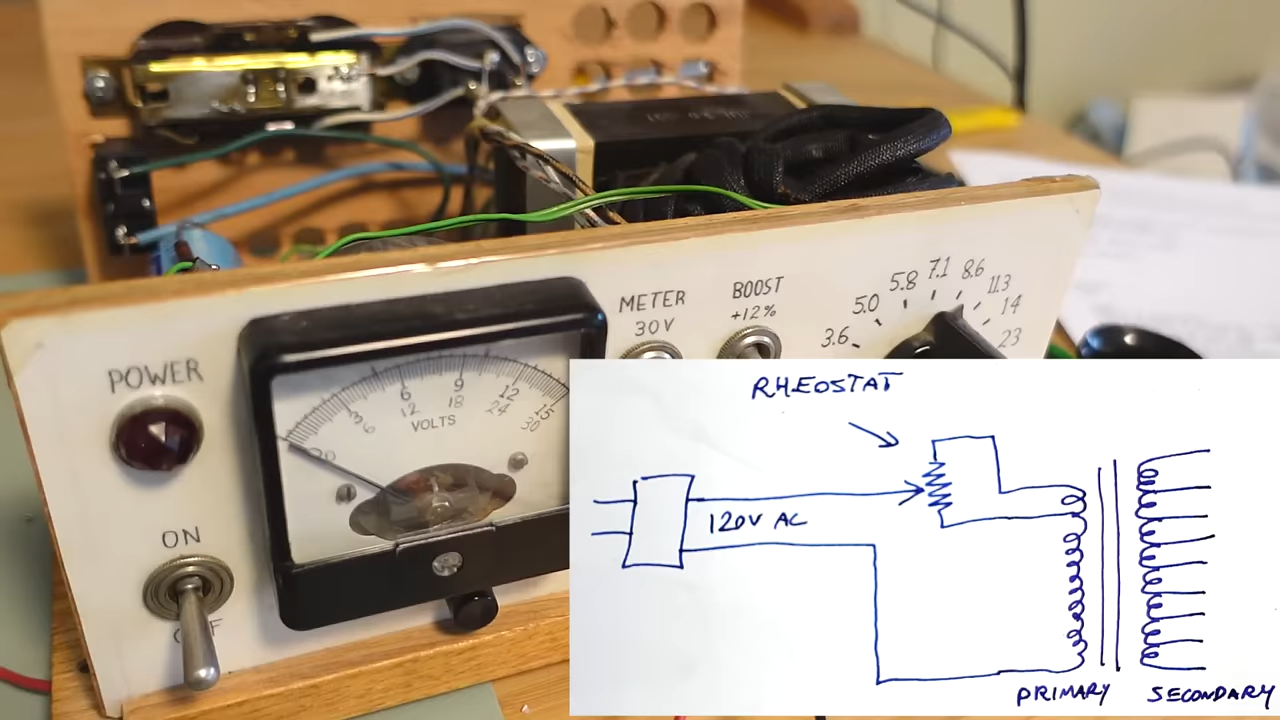 POWER
ON
3
6
9
12
15
6
12
18
24
30
VOLTS
METER
30V
BOOST
+12%
3.6
5.0
5.8
7.1
8.6
11.3
14
23
RHEOSTAT
120V AC
PRIMARY
SECONDARY